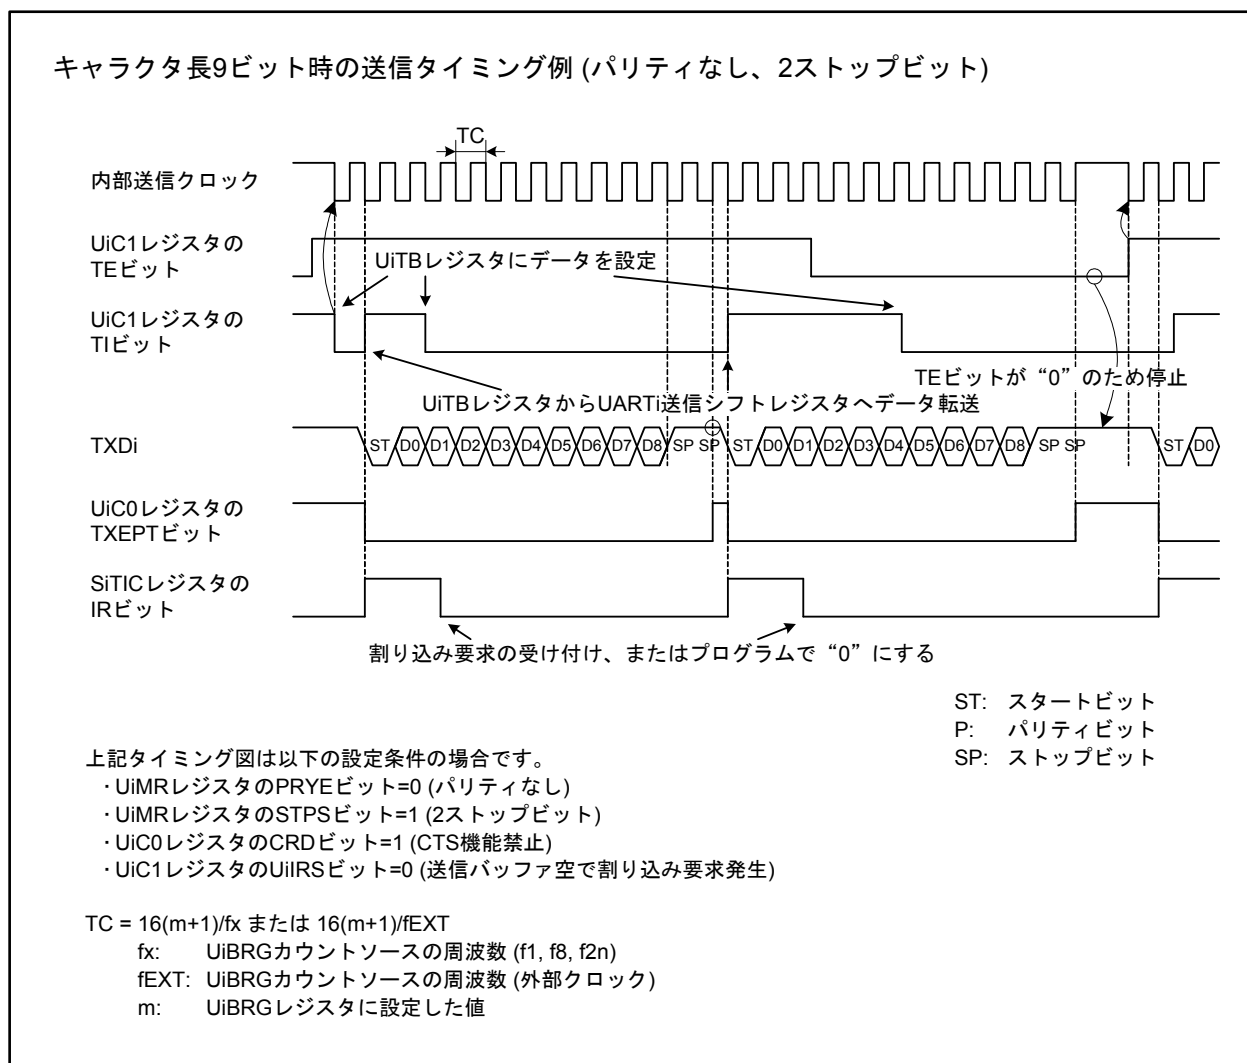 キャラクタ長9ビット時の送信タイミング例 (パリティなし、2ストップビット)
TC
内部送信クロック
UiC1レジスタの
TEビット
UiTBレジスタにデータを設定
UiC1レジスタの
TIビット
TEビットが“0”のため停止
UiTBレジスタからUARTi送信シフトレジスタへデータ転送
TXDi
ST D0 D1 D2 D3 D4 D5 D6 D7 D8 SP SP ST D0 D1 D2 D3 D4 D5 D6 D7 D8 SP SP ST D0
UiC0レジスタの
TXEPTビット
SiTICレジスタの
IRビット
割り込み要求の受け付け、またはプログラムで“0”にする
ST: スタートビット
P: パリティビット
SP: ストップビット
上記タイミング図は以下の設定条件の場合です。
・UiMRレジスタのPRYEビット=0 (パリティなし)
・UiMRレジスタのSTPSビット=1 (2ストップビット)
・UiC0レジスタのCRDビット=1 (CTS機能禁止)
・UiC1レジスタのUiIRSビット=0 (送信バッファ空で割り込み要求発生)
TC = 16(m+1)/fx または 16(m+1)/fEXT
fx: UiBRGカウントソースの周波数 (f1, f8, f2n)
fEXT: UiBRGカウントソースの周波数 (外部クロック)
m: UiBRGレジスタに設定した値